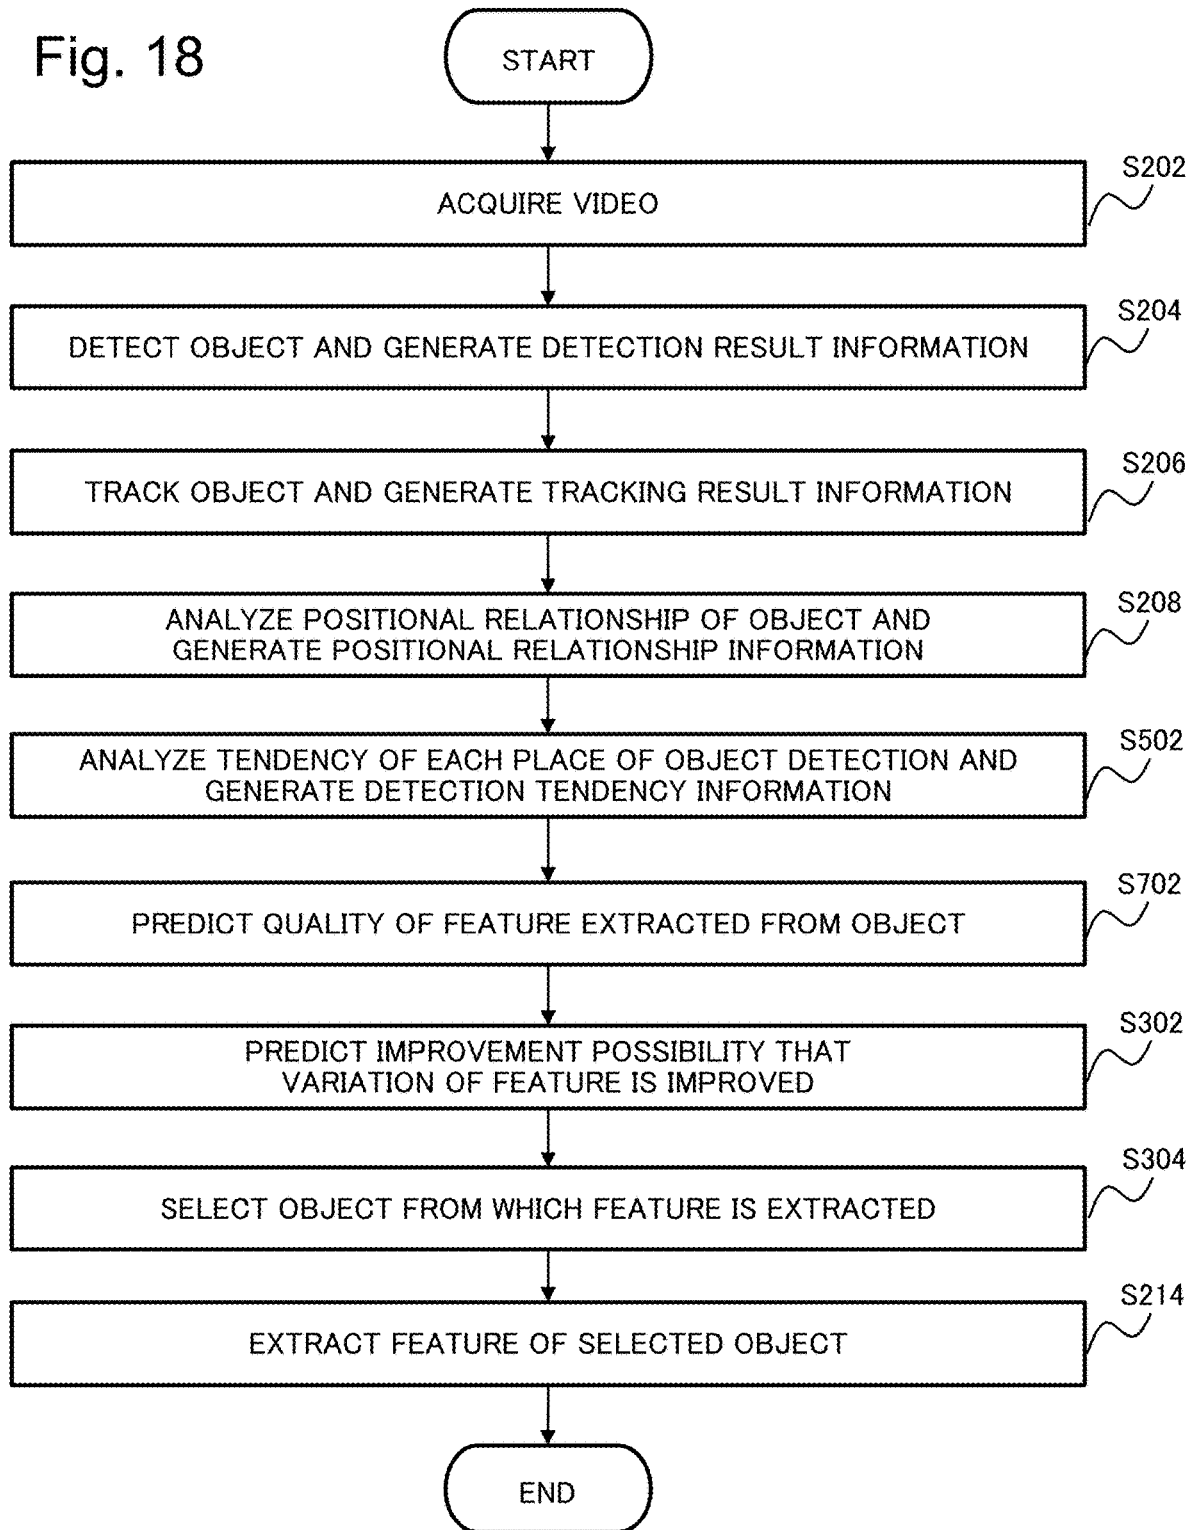 Fig. 18
START
S202
ACQUIRE VIDEO
S204
DETECT OBJECT AND GENERATE DETECTION RESULT INFORMATION
S206
TRACK OBJECT AND GENERATE TRACKING RESULT INFORMATION
S208
ANALYZE POSITIONAL RELATIONSHIP OF OBJECT AND
GENERATE POSITIONAL RELATIONSHIP INFORMATION
S502
ANALYZE TENDENCY OF EACH PLACE OF OBJECT DETECTION AND
GENERATE DETECTION TENDENCY INFORMATION
S702
PREDICT QUALITY OF FEATURE EXTRACTED FROM OBJECT
S302
PREDICT IMPROVEMENT POSSIBILITY THAT
VARIATION OF FEATURE IS IMPROVED
S304
SELECT OBJECT FROM WHICH FEATURE IS EXTRACTED
S214
EXTRACT FEATURE OF SELECTED OBJECT
END